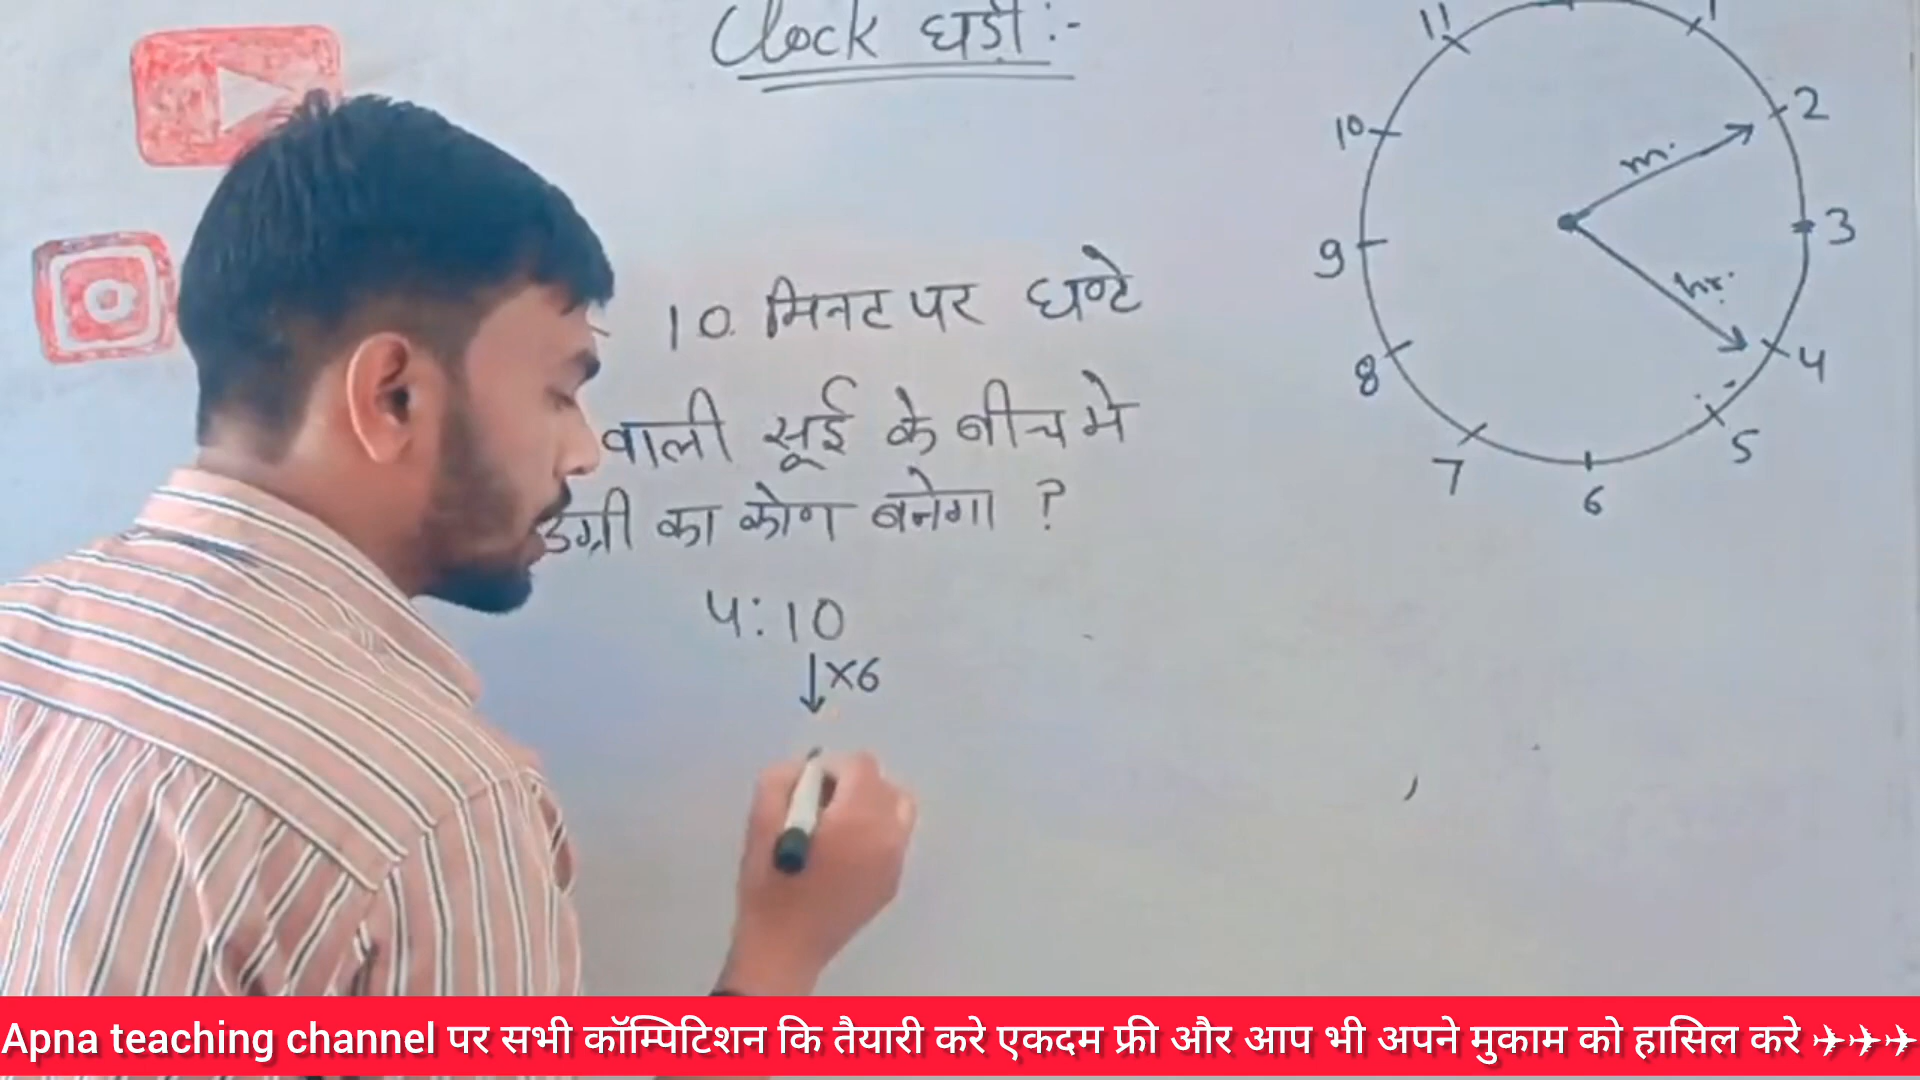 Clock घड़ी :-
10 मिनट पर घण्टे
वाली सूई के बीच मे
डिग्री का कोण बनेगा ?
4:10
↓×6
11
1
2
10
m.
3
9
hr.
8
4
7
5
6
Apna teaching channel पर सभी कॉम्पिटिशन कि तैयारी करे एकदम फ्री और आप भी अपने मुकाम को हासिल करे ✈✈✈